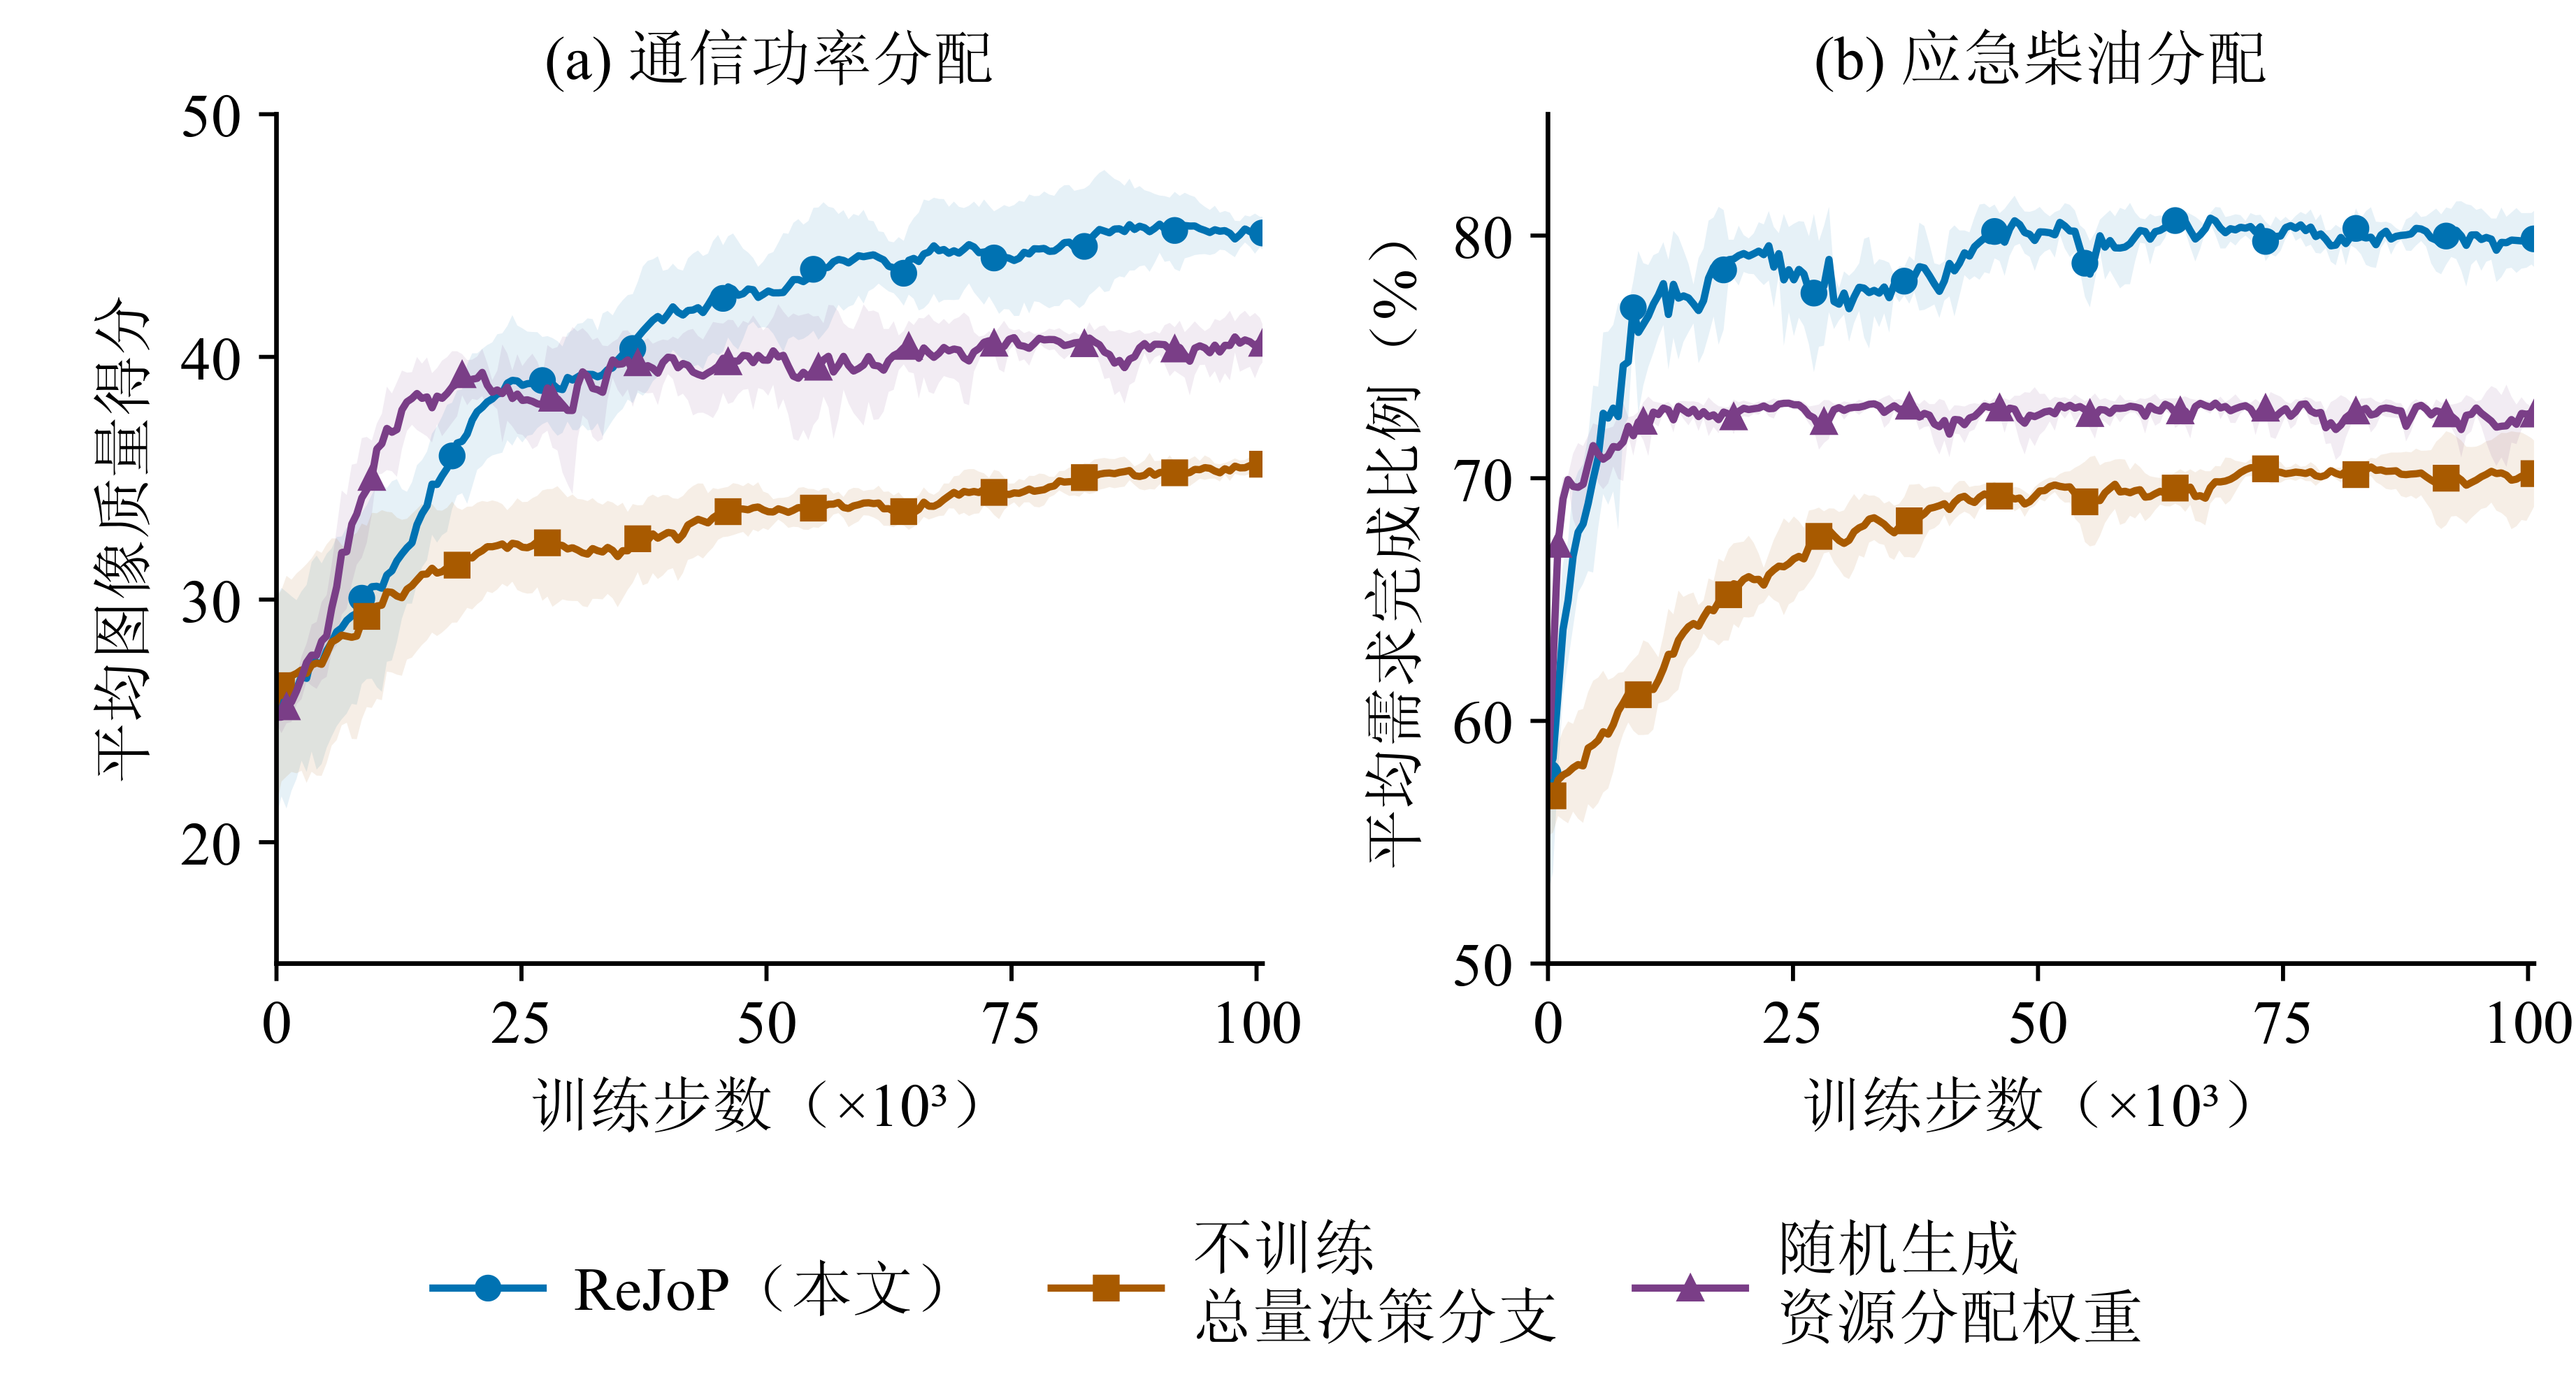 (a) 通信功率分配
50
40
30
20
平均图像质量得分
0 25 50 75 100
训练步数（×10³）
(b) 应急柴油分配
80
70
60
50
平均需求完成比例（%）
0 25 50 75 100
训练步数（×10³）
ReJoP（本文）
不训练
总量决策分支
随机生成
资源分配权重